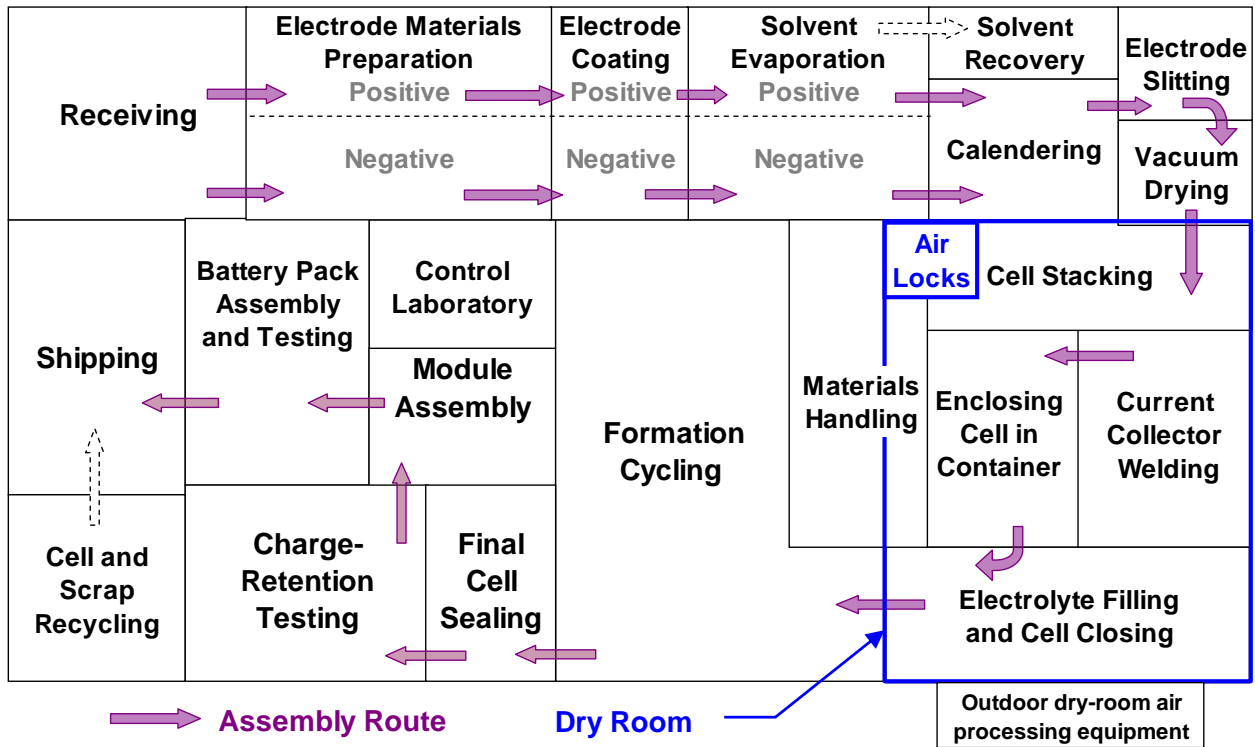 Electrode Materials
Preparation
Electrode
Coating
Solvent
Evaporation
Solvent
Recovery
Electrode
Slitting
Receiving
Positive
Positive
Positive
Negative
Negative
Negative
Calendering
Vacuum
Drying
Shipping
Battery Pack
Assembly
and Testing
Control
Laboratory
Module
Assembly
Formation
Cycling
Materials
Handling
Air
Locks
Cell Stacking
Enclosing
Cell in
Container
Current
Collector
Welding
Cell and
Scrap
Recycling
Charge-
Retention
Testing
Final
Cell
Sealing
Electrolyte Filling
and Cell Closing
Assembly Route
Dry Room
Outdoor dry-room air
processing equipment